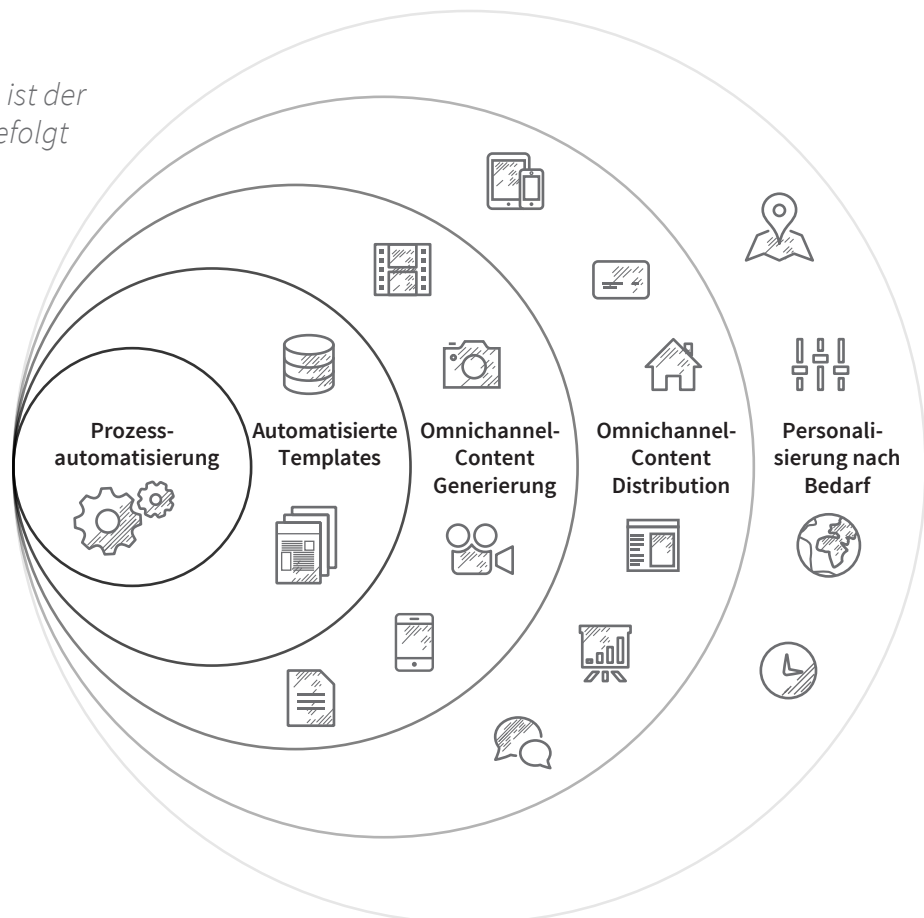 ist der
efolgt
Prozess-
automatisierung
Automatisierte
Templates
Omnichannel-
Content
Generierung
Omnichannel-
Content
Distribution
Personali-
sierung nach
Bedarf